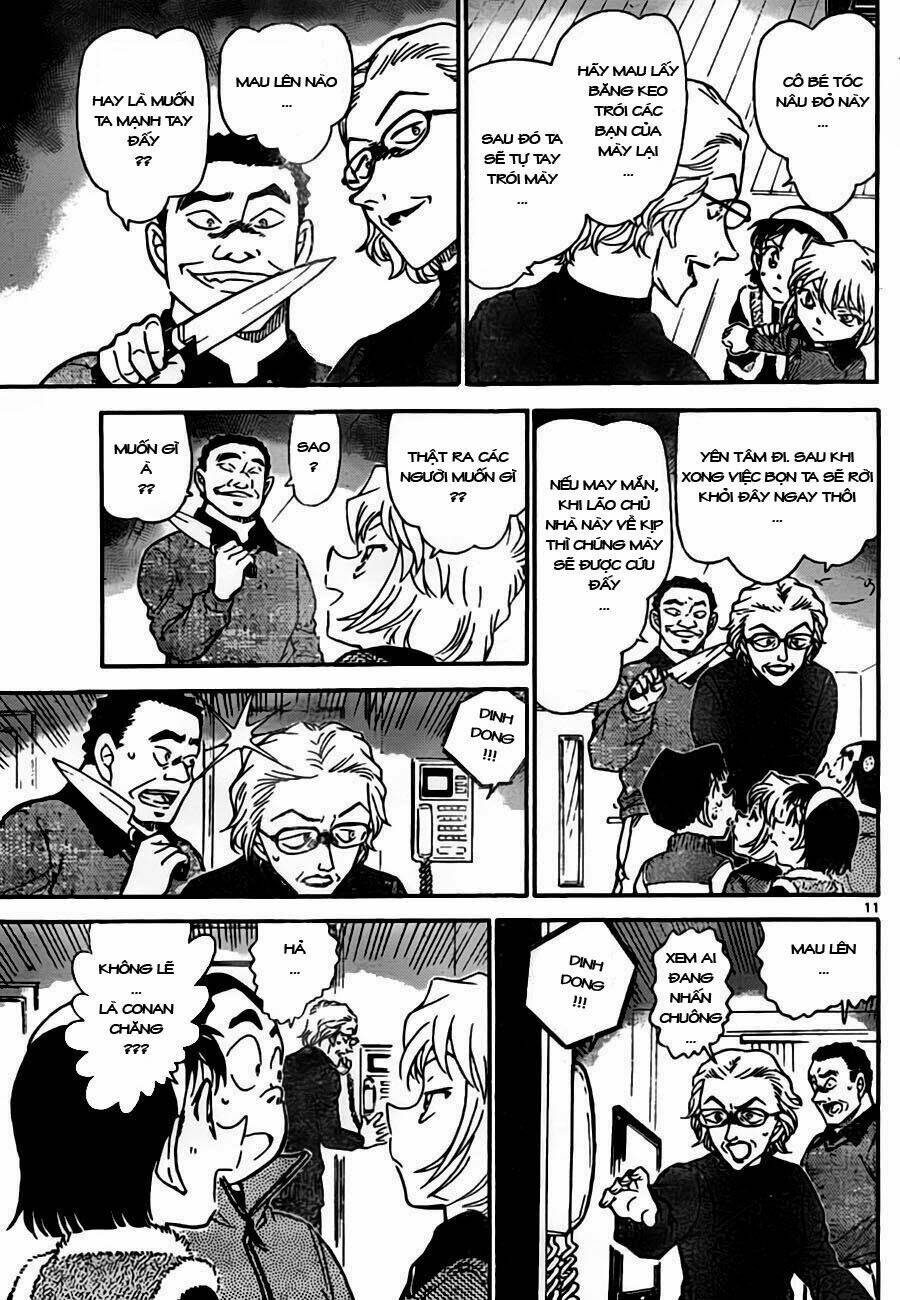 CÔ BÉ TÓC
NÂU ĐỎ NÀY
...
HÃY MAU LẤY
BĂNG KEO
TRÓI CÁC
BẠN CỦA
MÀY LẠI
...
SAU ĐÓ TA
SẼ TỰ TAY
TRÓI MÀY
...
MAU LÊN NÀO
...
HAY LÀ MUỐN
TA MẠNH TAY
ĐẤY
??
YÊN TÂM ĐI. SAU KHI
XONG VIỆC BỌN TA SẼ RỜI
KHỎI ĐÂY NGAY THÔI
...
NẾU MAY MẮN,
KHI LÃO CHỦ
NHÀ NÀY VỀ KỊP
THÌ CHÚNG MÀY
SẼ ĐƯỢC CỨU
ĐẤY
...
THẬT RA CÁC
NGƯỜI MUỐN GÌ
??
SAO
?
MUỐN GÌ
À
??
DINH
DONG
!!!
11
MAU LÊN
...
XEM AI
ĐANG
NHẤN
CHUÔNG
...
DINH
DONG
!!!
HẢ
...
KHÔNG LẼ
...
LÀ CONAN
CHĂNG
???